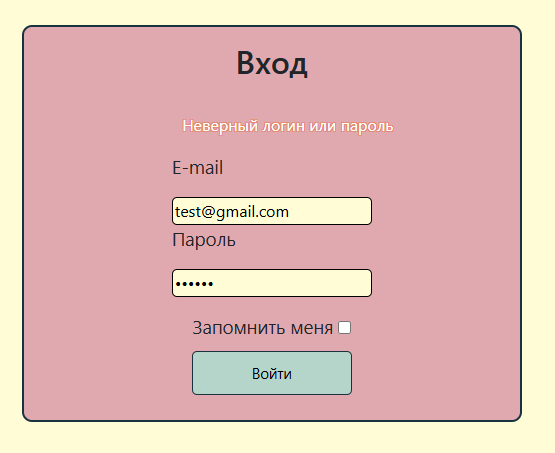 Вход
Неверный логин или пароль
E-mail
test@gmail.com
Пароль
••••••
Запомнить меня
Войти